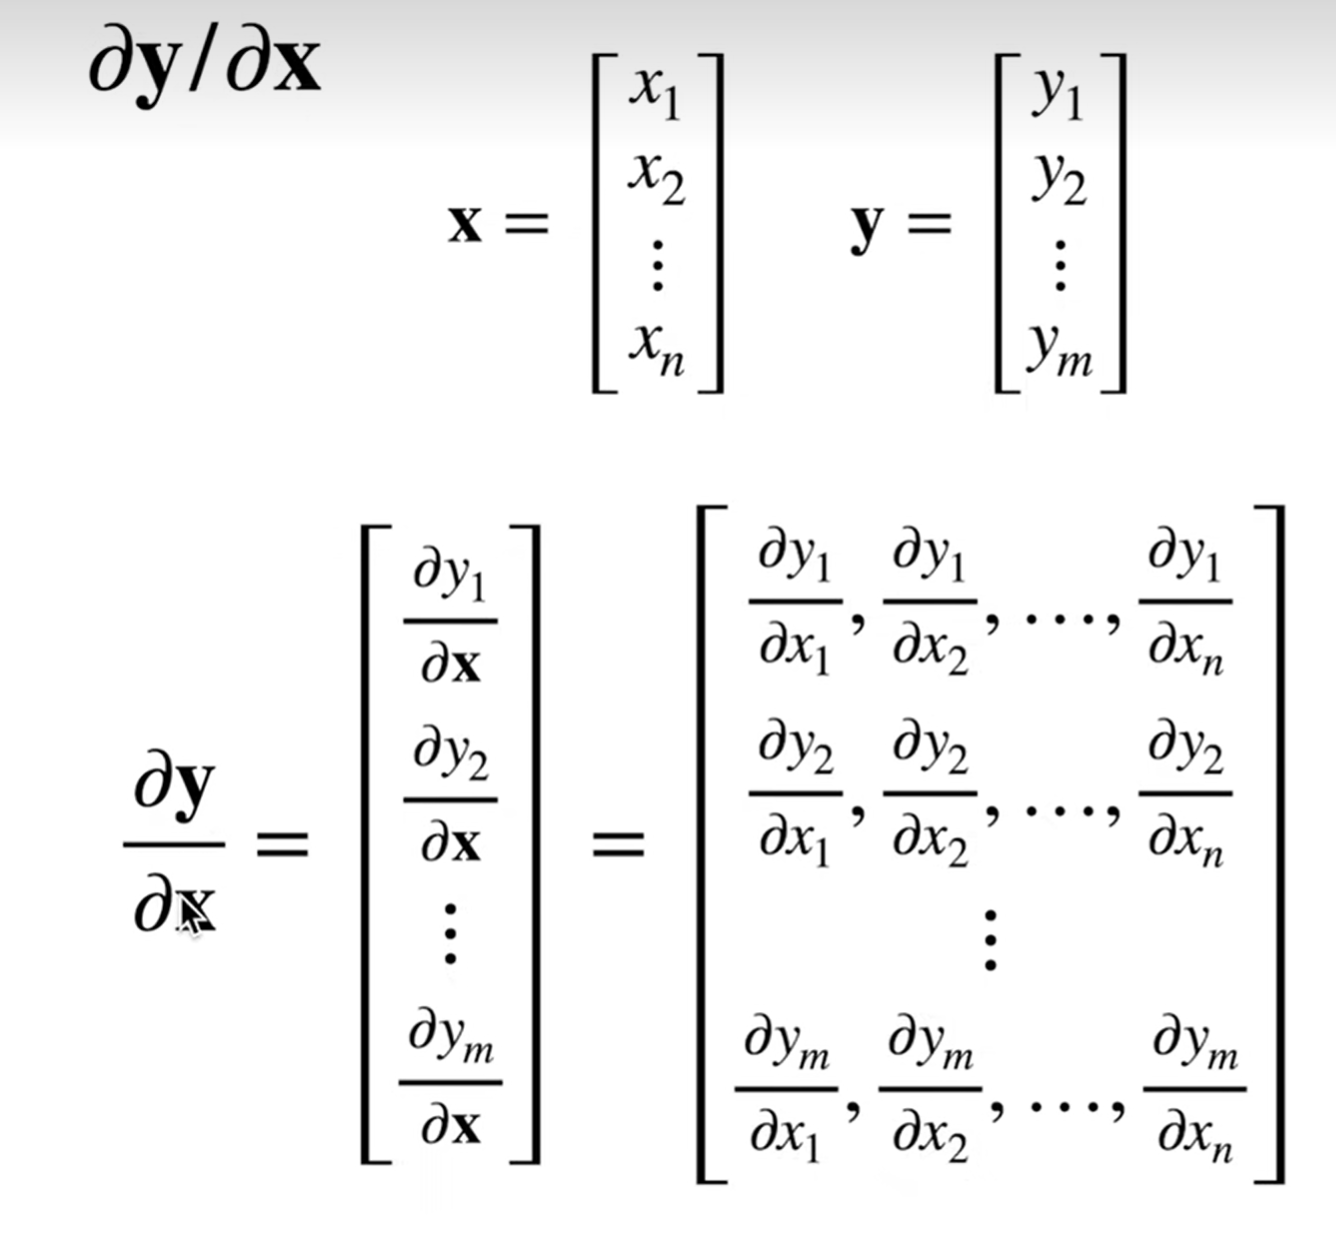 ∂y/∂x
x = [x₁ x₂ ⋮ xₙ] y = [y₁ y₂ ⋮ yₘ]
∂y/∂x = [∂y₁/∂x ∂y₂/∂x ⋮ ∂yₘ/∂x] = [∂y₁/∂x₁, ∂y₁/∂x₂, …, ∂y₁/∂xₙ
∂y₂/∂x₁, ∂y₂/∂x₂, …, ∂y₂/∂xₙ
⋮
∂yₘ/∂x₁, ∂yₘ/∂x₂, …, ∂yₘ/∂xₙ]